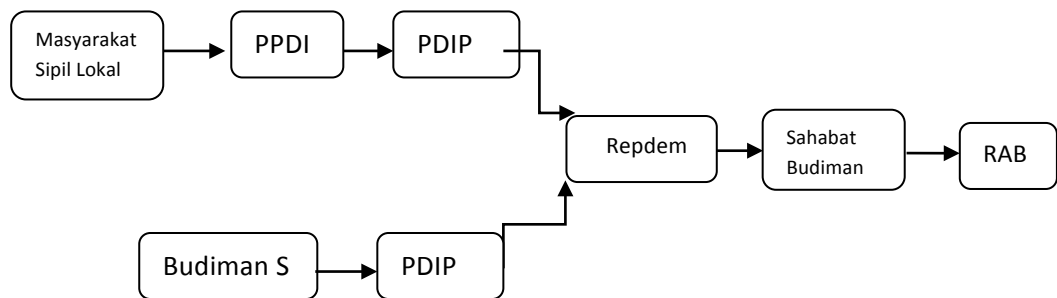 Masyarakat
Sipil Lokal
PPDI
PDIP
Repdem
Sahabat
Budiman
RAB
Budiman S
PDIP